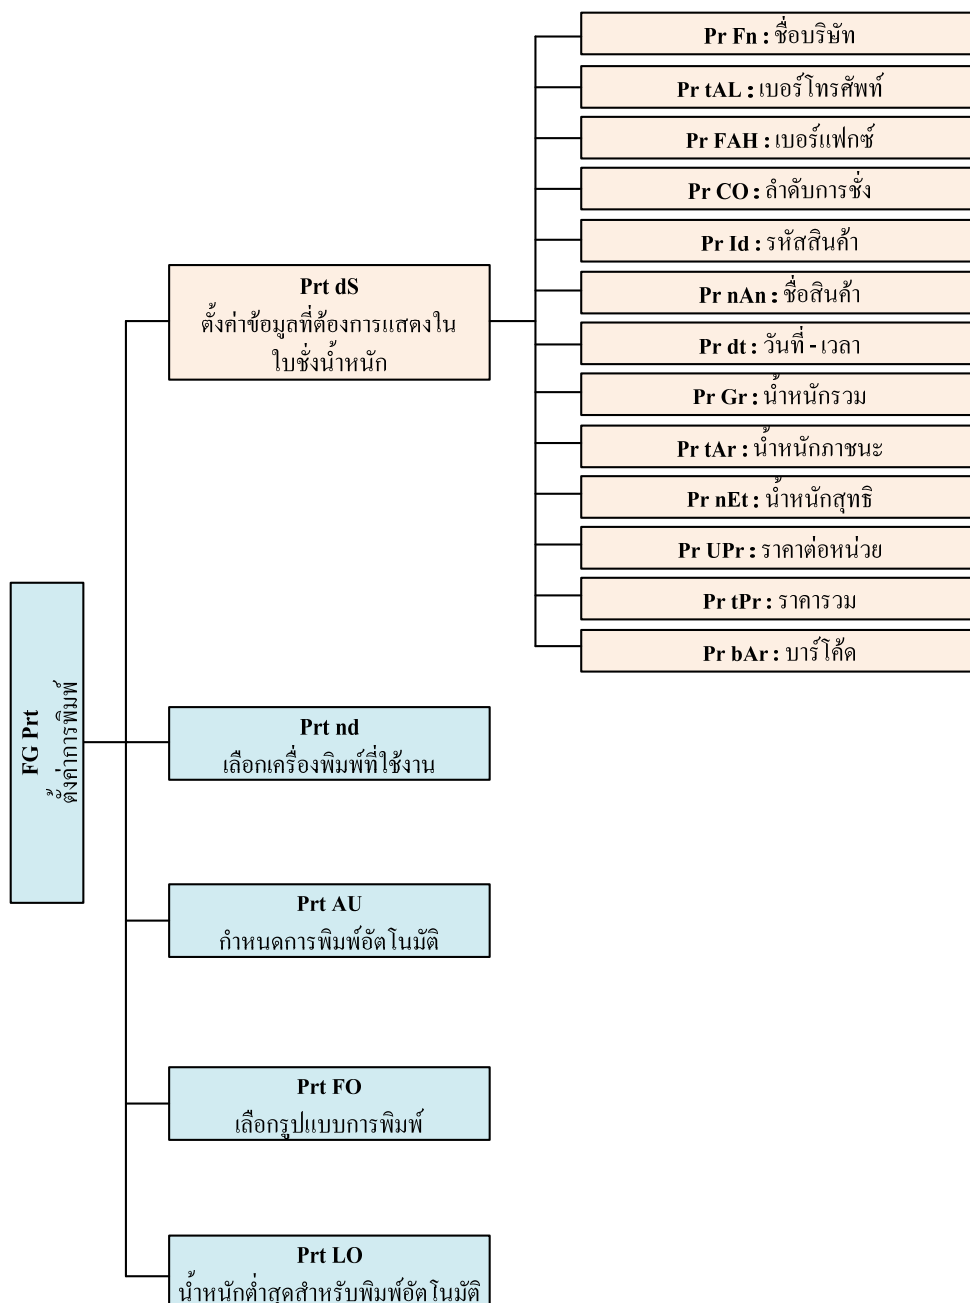 Pr Fn : ชื่อบริษัท
Pr tAL : เบอร์โทรศัพท์
Pr FAH : เบอร์แฟกซ์
Pr CO : ลำดับการชั่ง
Pr Id : รหัสสินค้า
Pr nAn : ชื่อสินค้า
Pr dt : วันที่ - เวลา
Pr Gr : น้ำหนักรวม
Pr tAr : น้ำหนักภาชนะ
Pr nEt : น้ำหนักสุทธิ
Pr UPr : ราคาต่อหน่วย
Pr tPr : ราคารวม
Pr bAr : บาร์โค้ด
Prt dS
ตั้งค่าข้อมูลที่ต้องการแสดงใน
ใบชั่งน้ำหนัก
FG Prt
ตั้งค่าการพิมพ์
Prt nd
เลือกเครื่องพิมพ์ที่ใช้งาน
Prt AU
กำหนดการพิมพ์อัตโนมัติ
Prt FO
เลือกรูปแบบการพิมพ์
Prt LO
น้ำหนักต่ำสุดสำหรับพิมพ์อัตโนมัติ